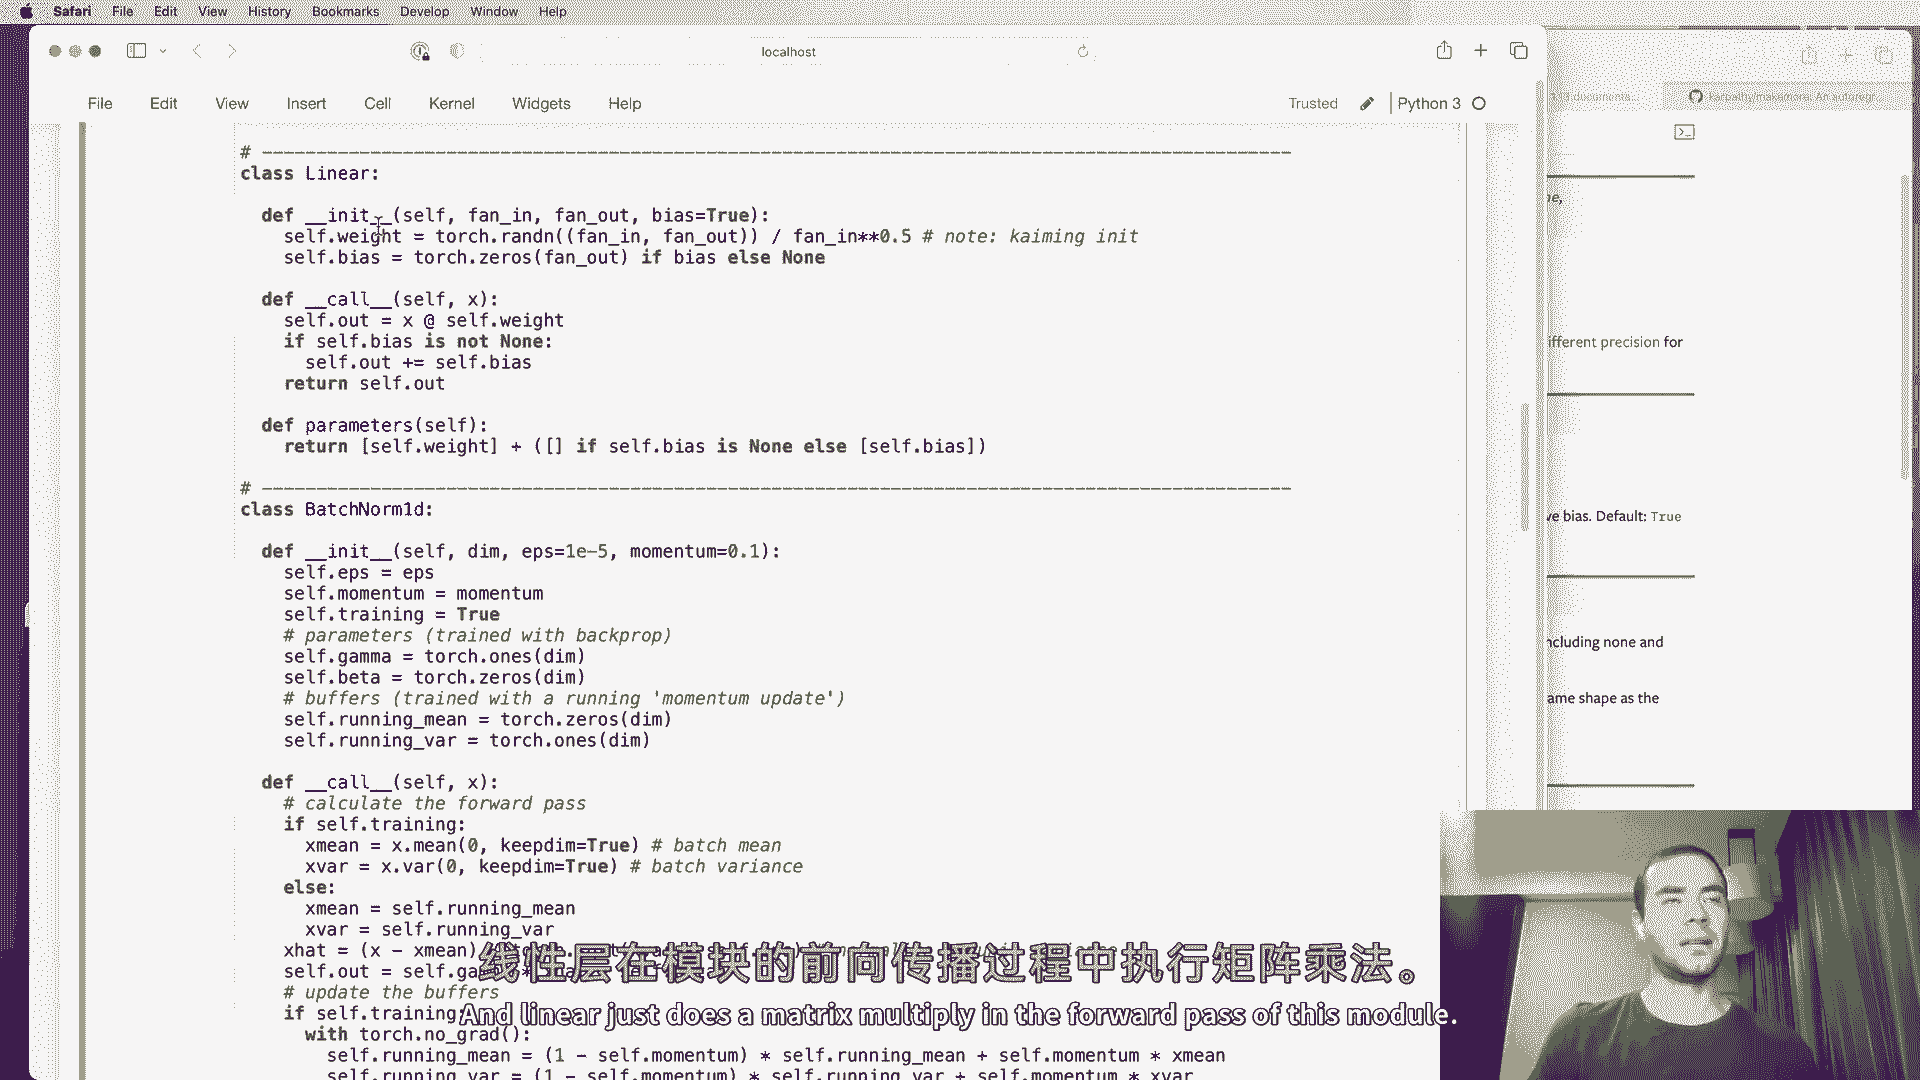 Safari File Edit View History Bookmarks Develop Window Help
localhost
File Edit View Insert Cell Kernel Widgets Help
Trusted Python 3
karpathy/makemore: An autoregr...
# ------------------------------------------------------------------------------------------------
class Linear:
def __init__(self, fan_in, fan_out, bias=True):
self.weight = torch.randn((fan_in, fan_out)) / fan_in**0.5 # note: kaiming init
self.bias = torch.zeros(fan_out) if bias else None
def __call__(self, x):
self.out = x @ self.weight
if self.bias is not None:
self.out += self.bias
return self.out
def parameters(self):
return [self.weight] + ([] if self.bias is None else [self.bias])
# ------------------------------------------------------------------------------------------------
class BatchNorm1d:
def __init__(self, dim, eps=1e-5, momentum=0.1):
self.eps = eps
self.momentum = momentum
self.training = True
# parameters (trained with backprop)
self.gamma = torch.ones(dim)
self.beta = torch.zeros(dim)
# buffers (trained with a running 'momentum update')
self.running_mean = torch.zeros(dim)
self.running_var = torch.ones(dim)
def __call__(self, x):
# calculate the forward pass
if self.training:
xmean = x.mean(0, keepdim=True) # batch mean
xvar = x.var(0, keepdim=True) # batch variance
else:
xmean = self.running_mean
xvar = self.running_var
xhat = (x - xmean)
self.out = self.ga
# update the buffers
if self.training
with torch.no_grad():
self.running_mean = (1 - self.momentum) * self.running_mean + self.momentum * xmean
self.running_var = (1 - self.momentum) * self.running_var + self.momentum * xvar
ifferent precision for
ve bias. Default: True
ncluding none and
ame shape as the
线性层在模块的前向传播过程中执行矩阵乘法。
And linear just does a matrix multiply in the forward pass of this module.